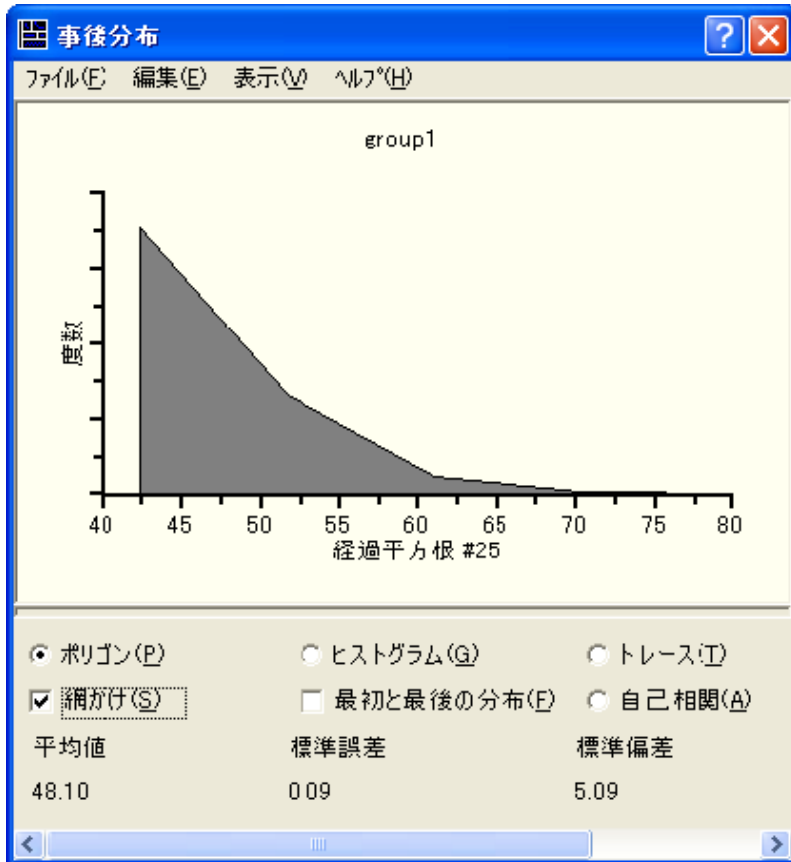 事後分布
ファイル(F) 編集(E) 表示(V) ヘルプ(H)
group1
度数
40 45 50 55 60 65 70 75 80
経過平方根 #25
ポリゴン(P) ヒストグラム(G) トレース(T)
網かけ(S) 最初と最後の分布(F) 自己相関(A)
平均値 標準誤差 標準偏差
48.10 0.09 5.09